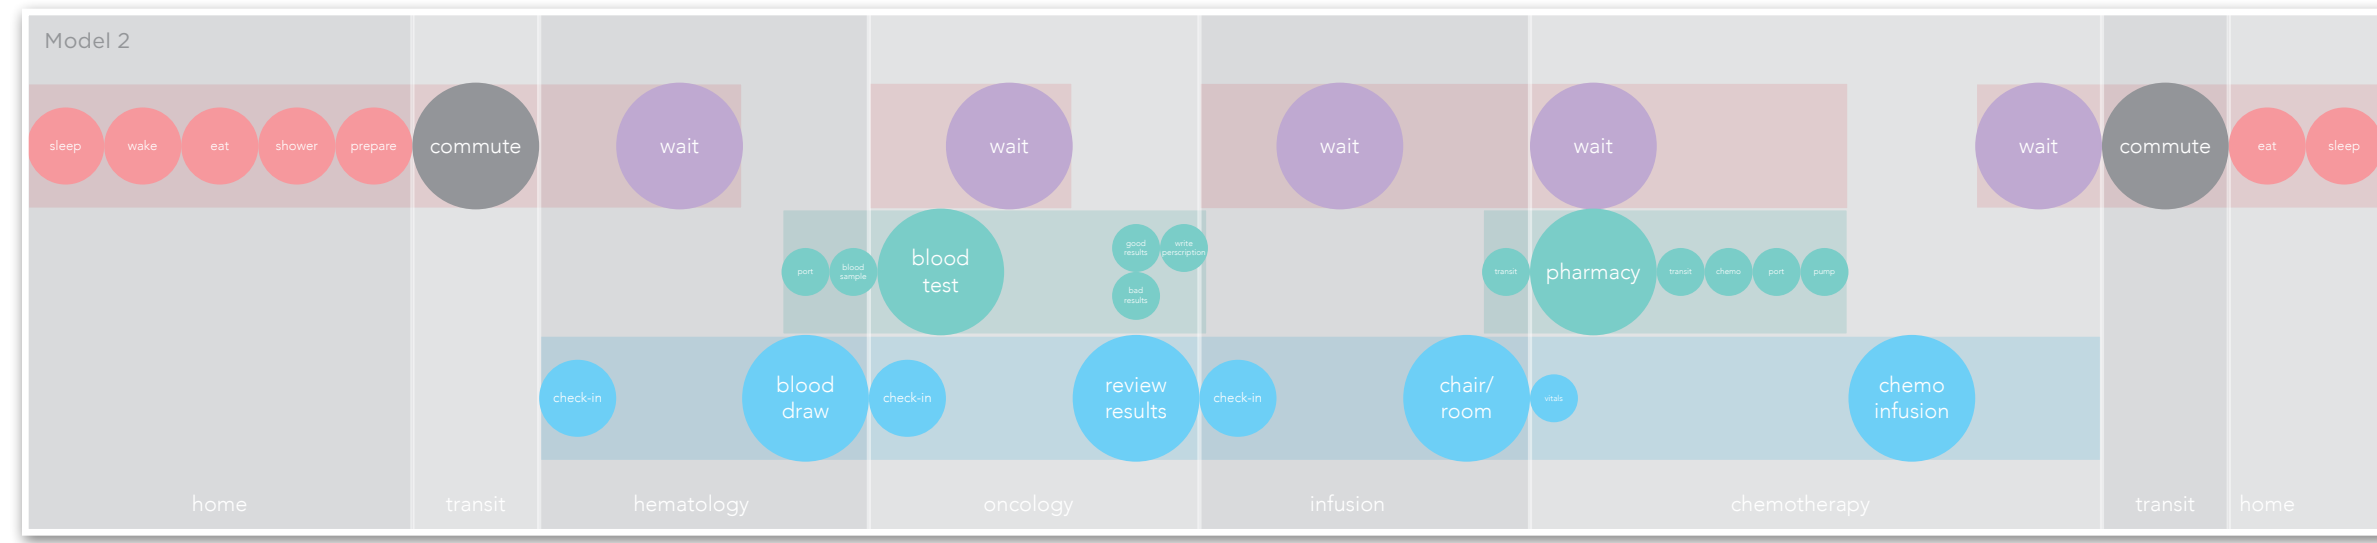 Model 2
sleep
wake
eat
shower
prepare
commute
wait
wait
wait
wait
wait
commute
eat
sleep
port
blood
sample
blood
test
good
results
write
perscription
bad
results
transit
pharmacy
transit
chemo
port
pump
check-in
blood
draw
check-in
review
results
check-in
chair/
room
vitals
chemo
infusion
home
transit
hematology
oncology
infusion
chemotherapy
transit
home